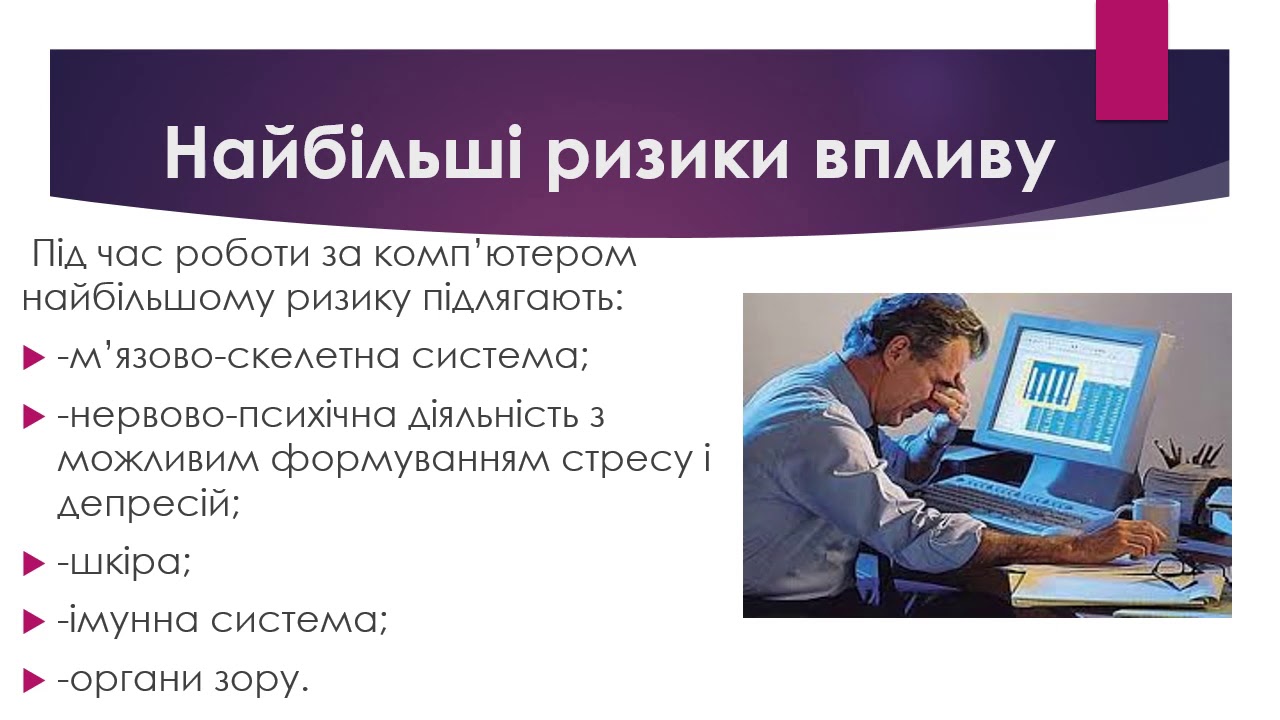 Найбільші ризики впливу
Під час роботи за комп’ютером
найбільшому ризику підлягають:
-м’язово-скелетна система;
-нервово-психічна діяльність з
можливим формуванням стресу і
депресій;
-шкіра;
-імунна система;
-органи зору.